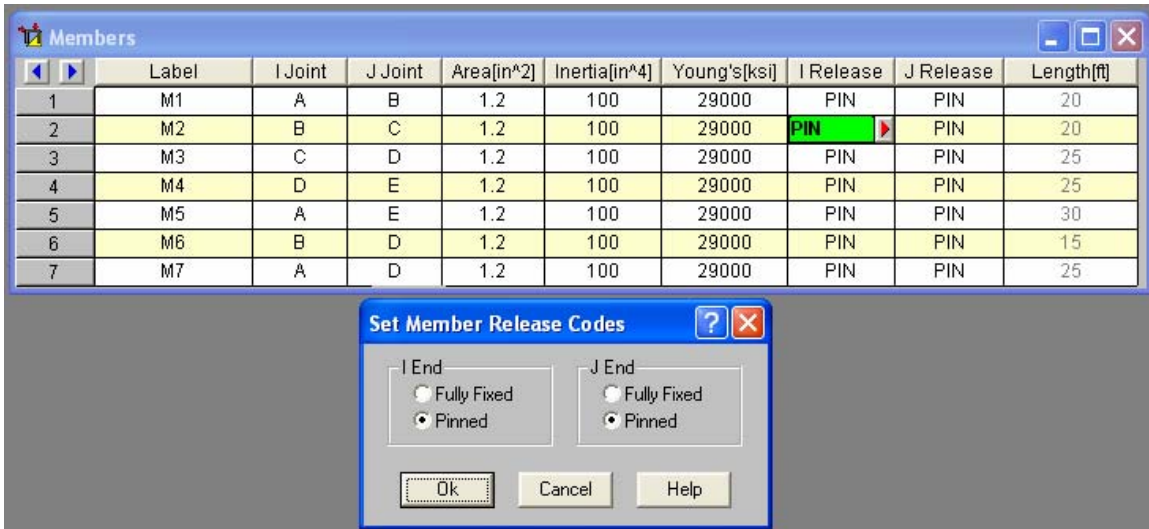 Members
Label I Joint J Joint Area[in^2] Inertia[in^4] Young's[ksi] I Release J Release Length[ft]
1 M1 A B 1.2 100 29000 PIN PIN 20
2 M2 B C 1.2 100 29000 PIN PIN 20
3 M3 C D 1.2 100 29000 PIN PIN 25
4 M4 D E 1.2 100 29000 PIN PIN 25
5 M5 A E 1.2 100 29000 PIN PIN 30
6 M6 B D 1.2 100 29000 PIN PIN 15
7 M7 A D 1.2 100 29000 PIN PIN 25
Set Member Release Codes ?
I End J End
Fully Fixed Fully Fixed
Pinned Pinned
Ok Cancel Help